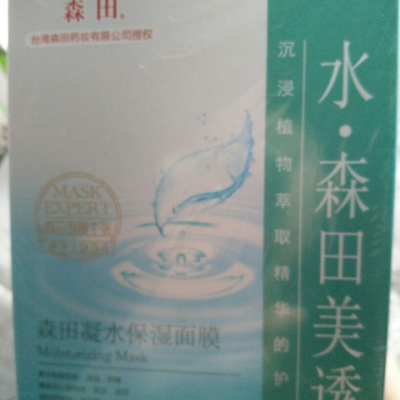 森田®
台湾森田药妆有限公司授权
水·森田美透
沉浸植物萃取精华的护
MASK
EXPERT
森田凝水保湿面膜
Moisturizing Mask